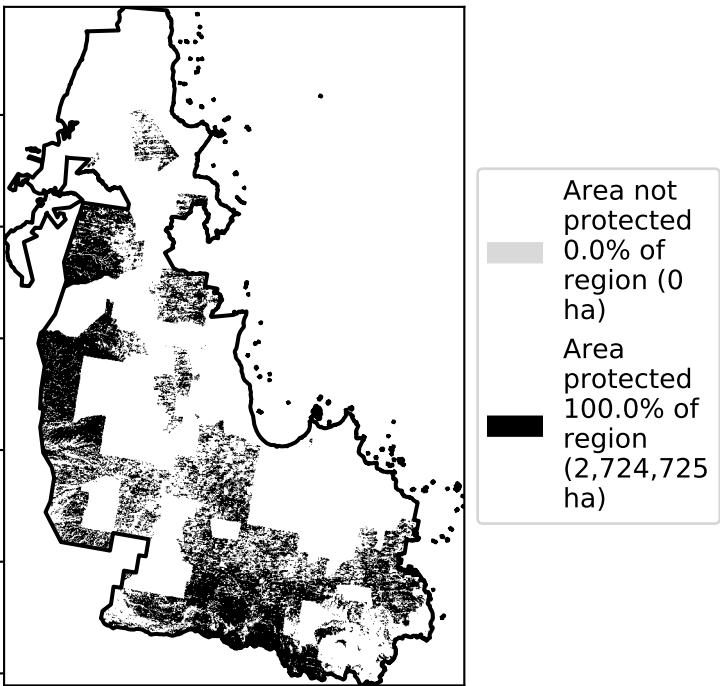 Area not
protected
0.0% of
region (0
ha)
Area
protected
100.0% of
region
(2,724,725
ha)